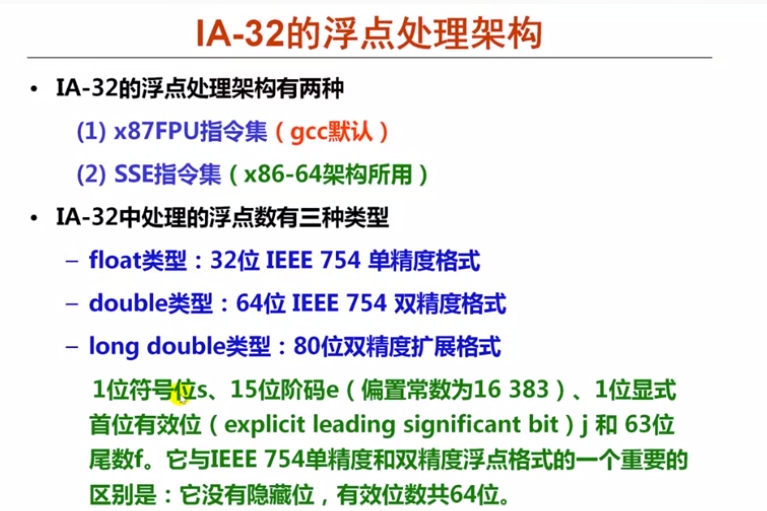 IA-32的浮点处理架构
• IA-32的浮点处理架构有两种
(1) x87FPU指令集（gcc默认）
(2) SSE指令集（x86-64架构所用）
• IA-32中处理的浮点数有三种类型
– float类型：32位 IEEE 754 单精度格式
– double类型：64位 IEEE 754 双精度格式
– long double类型：80位双精度扩展格式
1位符号位s、15位阶码e（偏置常数为16 383）、1位显式
首位有效位（explicit leading significant bit）j 和 63位
尾数f。它与IEEE 754单精度和双精度浮点格式的一个重要的
区别是：它没有隐藏位，有效位数共64位。